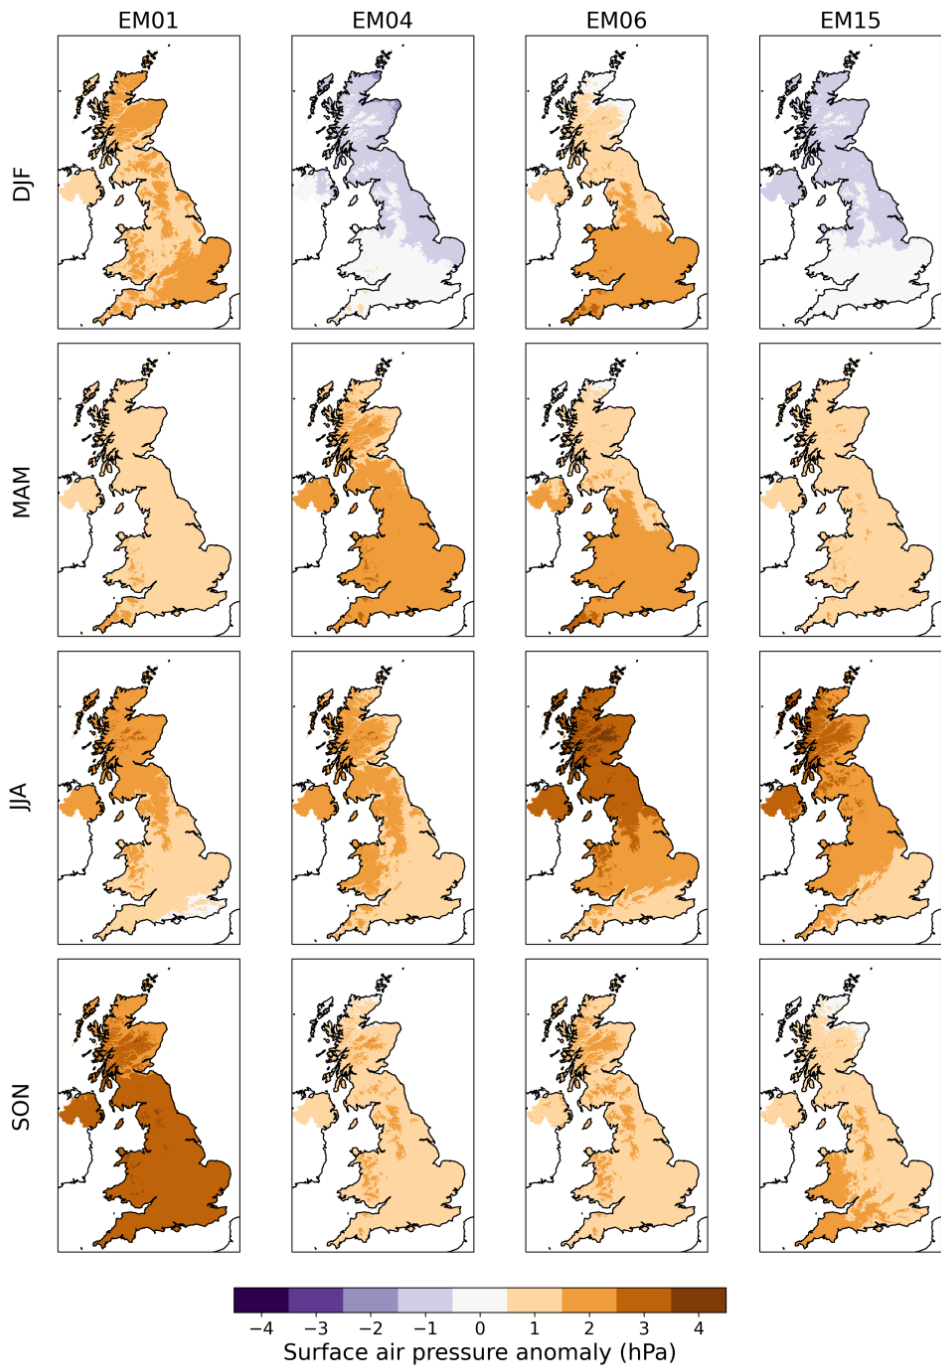 EM01 EM04 EM06 EM15
DJF
MAM
JJA
SON
−4 −3 −2 −1 0 1 2 3 4
Surface air pressure anomaly (hPa)